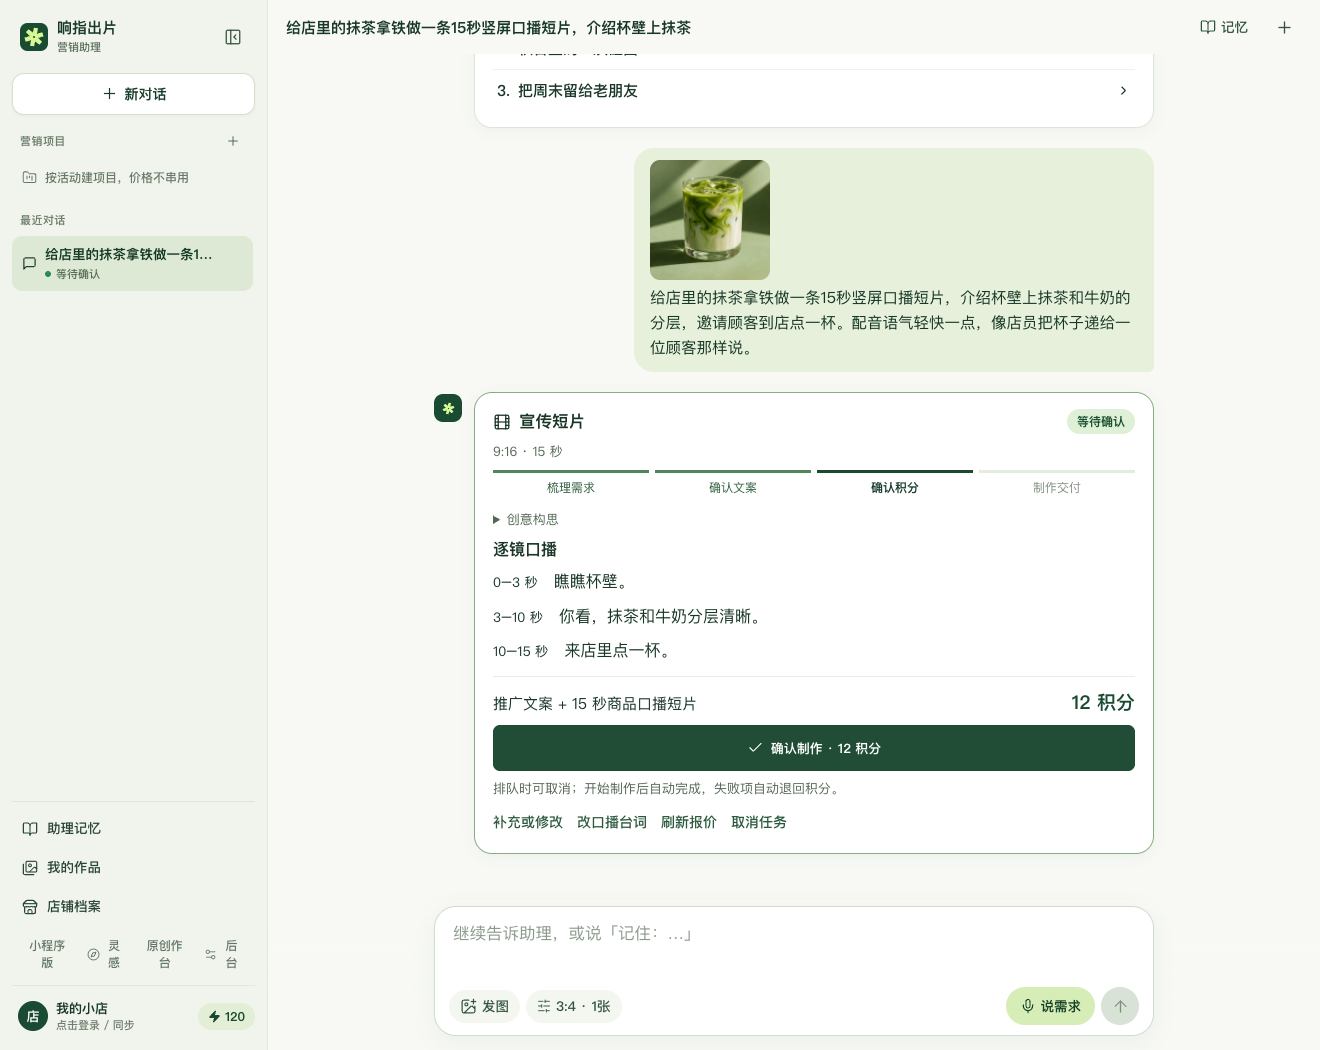 响指出片
营销助理
新对话
营销项目
按活动建项目，价格不串用
最近对话
给店里的抹茶拿铁做一条1...
等待确认
助理记忆
我的作品
店铺档案
小程序版
灵感
原创作台
后台
店
我的小店
点击登录 / 同步
120
给店里的抹茶拿铁做一条15秒竖屏口播短片，介绍杯壁上抹茶
记忆
3. 把周末留给老朋友
给店里的抹茶拿铁做一条15秒竖屏口播短片，介绍杯壁上抹茶和牛奶的
分层，邀请顾客到店点一杯。配音语气轻快一点，像店员把杯子递给一
位顾客那样说。
宣传短片
等待确认
9:16 · 15 秒
梳理需求
确认文案
确认积分
制作交付
创意构思
逐镜口播
0–3 秒 瞧瞧杯壁。
3–10 秒 你看，抹茶和牛奶分层清晰。
10–15 秒 来店里点一杯。
推广文案 + 15 秒商品口播短片
12 积分
确认制作 · 12 积分
排队时可取消；开始制作后自动完成，失败项自动退回积分。
补充或修改 改口播台词 刷新报价 取消任务
继续告诉助理，或说「记住：…」
发图
3:4 · 1张
说需求